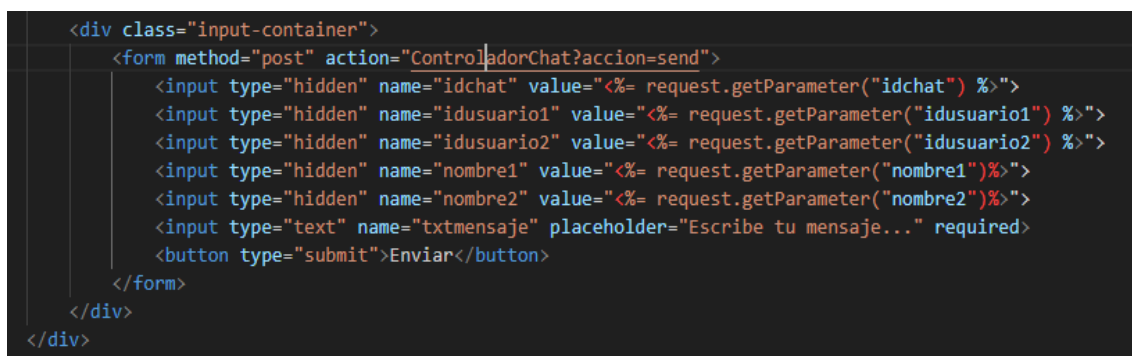 <div class="input-container">
<form method="post" action="ControladorChat?accion=send">
<input type="hidden" name="idchat" value="<%= request.getParameter("idchat") %>">
<input type="hidden" name="idusuario1" value="<%= request.getParameter("idusuario1") %>">
<input type="hidden" name="idusuario2" value="<%= request.getParameter("idusuario2") %>">
<input type="hidden" name="nombre1" value="<%= request.getParameter("nombre1")%>">
<input type="hidden" name="nombre2" value="<%= request.getParameter("nombre2")%>">
<input type="text" name="txtmensaje" placeholder="Escribe tu mensaje..." required>
<button type="submit">Enviar</button>
</form>
</div>
</div>